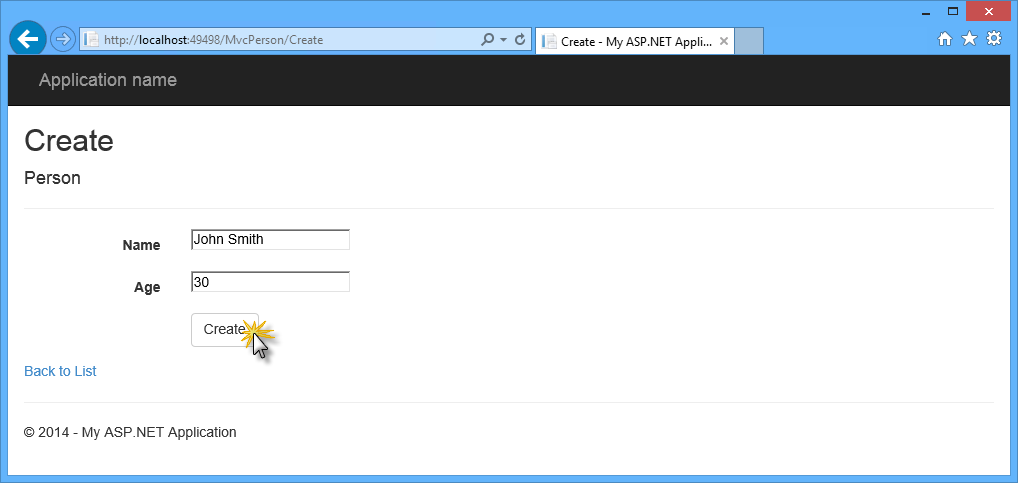 http://localhost:49498/MvcPerson/Create
Create - My ASP.NET Appli...
Application name
Create
Person
Name
John Smith
Age
30
Create
Back to List
© 2014 - My ASP.NET Application